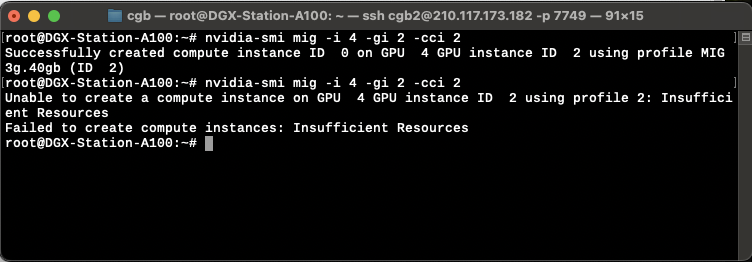 cgb — root@DGX-Station-A100: ~ — ssh cgb2@210.117.173.182 -p 7749 — 91×15
[root@DGX-Station-A100:~# nvidia-smi mig -i 4 -gi 2 -cci 2 ]
Successfully created compute instance ID  0 on GPU  4 GPU instance ID  2 using profile MIG
3g.40gb (ID  2)
[root@DGX-Station-A100:~# nvidia-smi mig -i 4 -gi 2 -cci 2 ]
Unable to create a compute instance on GPU  4 GPU instance ID  2 using profile 2: Insuffici
ent Resources
Failed to create compute instances: Insufficient Resources
root@DGX-Station-A100:~#